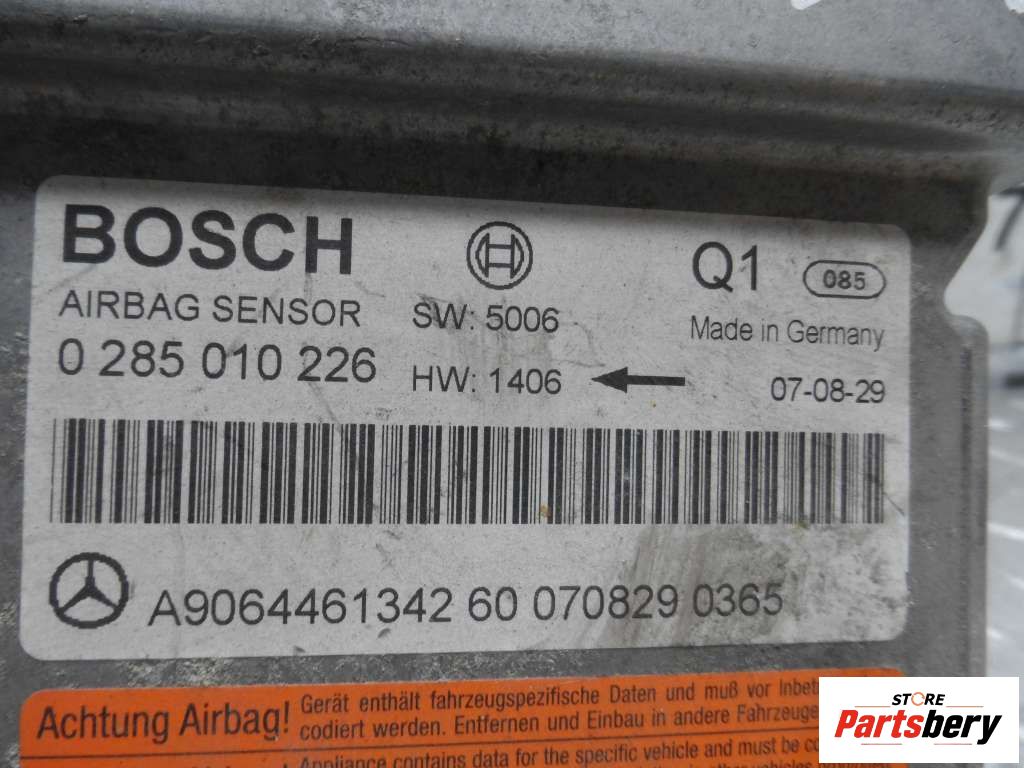 BOSCH
Q1 085
AIRBAG SENSOR SW: 5006 Made in Germany
0 285 010 226 HW: 1406 07-08-29
A9064461342 60 070829 0365
Achtung Airbag! Gerät enthält fahrzeugspezifische Daten und muß vor
codiert werden. Entfernen und Einbau in andere Fahrzeuge
Appliance contains data for the specific vehicle and must be
STORE
Partsbery